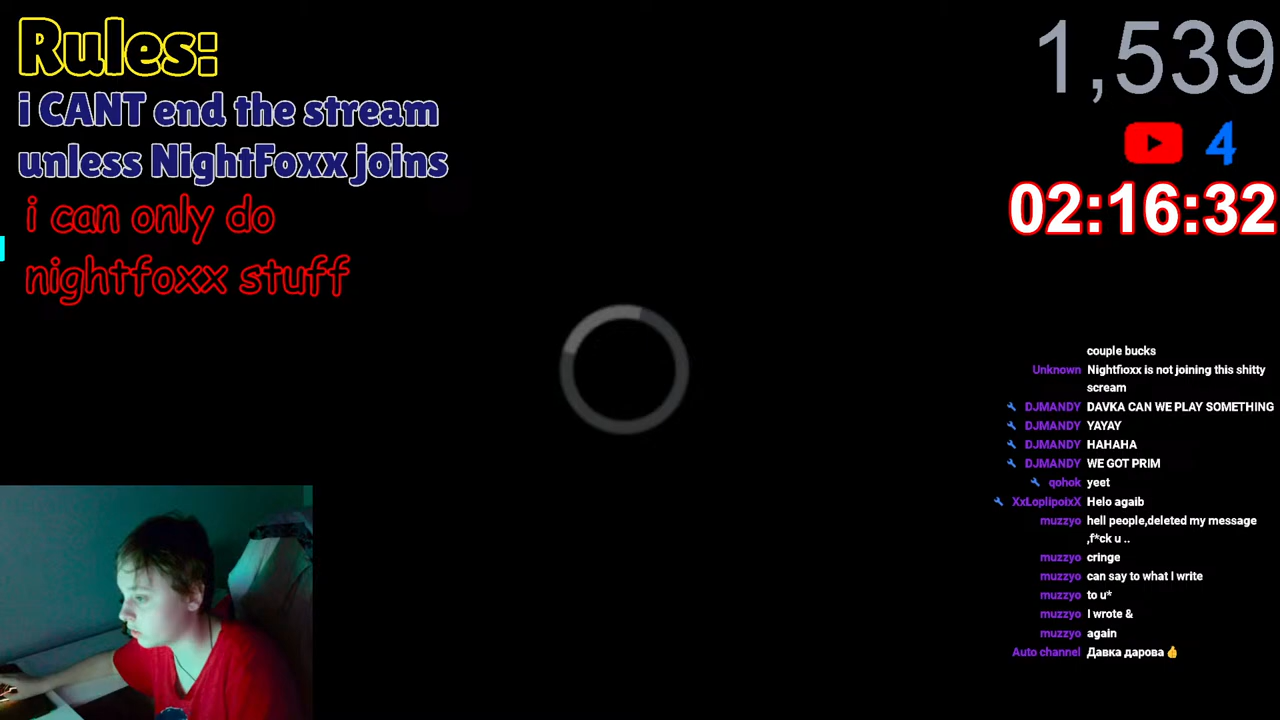 Rules:
i CANT end the stream
unless NightFoxx joins
i can only do
nightfoxx stuff
1,539
4
02:16:32
couple bucks
Unknown Nightfioxx is not joining this shitty
scream
DJMANDY DAVKA CAN WE PLAY SOMETHING
DJMANDY YAYAY
DJMANDY HAHAHA
DJMANDY WE GOT PRIM
qohok yeet
XxLoplipoixX Helo agaib
muzzyo hell people,deleted my message
,f*ck u ..
muzzyo cringe
muzzyo can say to what I write
muzzyo to u*
muzzyo I wrote &
muzzyo again
Auto channel Давка дарова👍